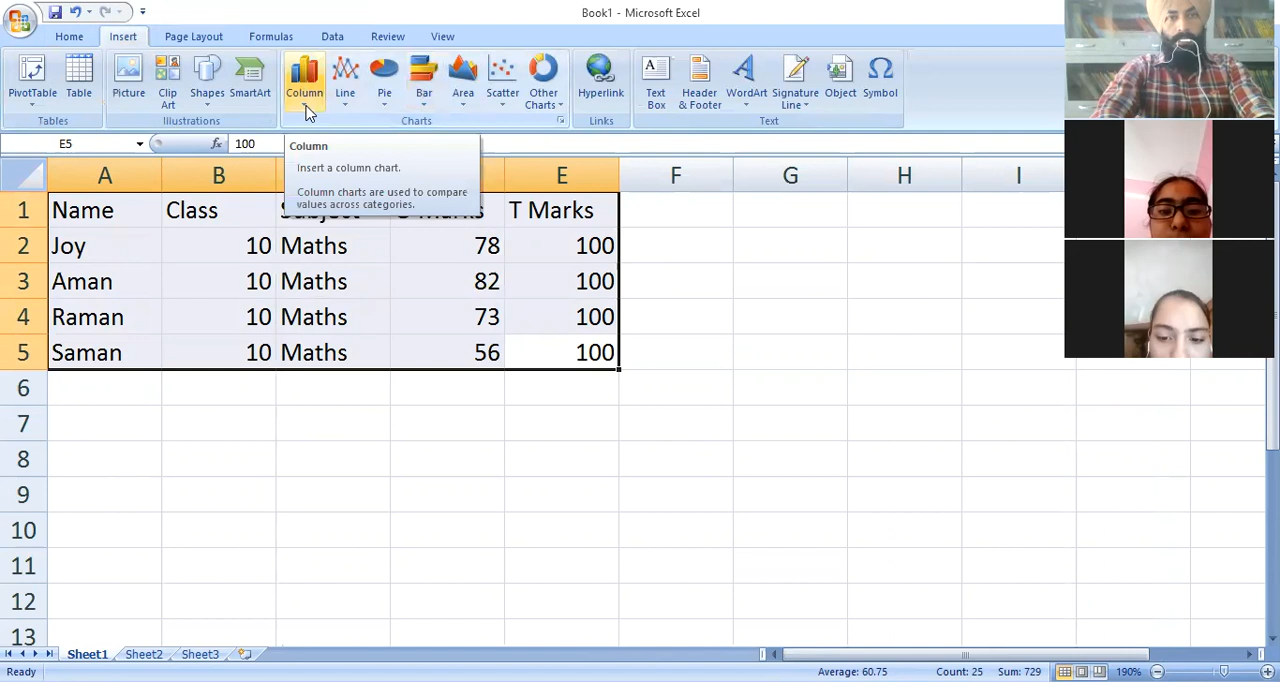 Book1 - Microsoft Excel
Home Insert Page Layout Formulas Data Review View
PivotTable Table Picture Clip Art Shapes SmartArt Column Line Pie Bar Area Scatter Other Charts Hyperlink Text Box Header & Footer WordArt Signature Line Object Symbol
Tables Illustrations Charts Links Text
E5 fx 100
Column
Insert a column chart.
Column charts are used to compare
values across categories.
A B E F G H I
1 Name Class T Marks
2 Joy 10 Maths 78 100
3 Aman 10 Maths 82 100
4 Raman 10 Maths 73 100
5 Saman 10 Maths 56 100
6
7
8
9
10
11
12
13
Sheet1 Sheet2 Sheet3
Ready Average: 60.75 Count: 25 Sum: 729 190%